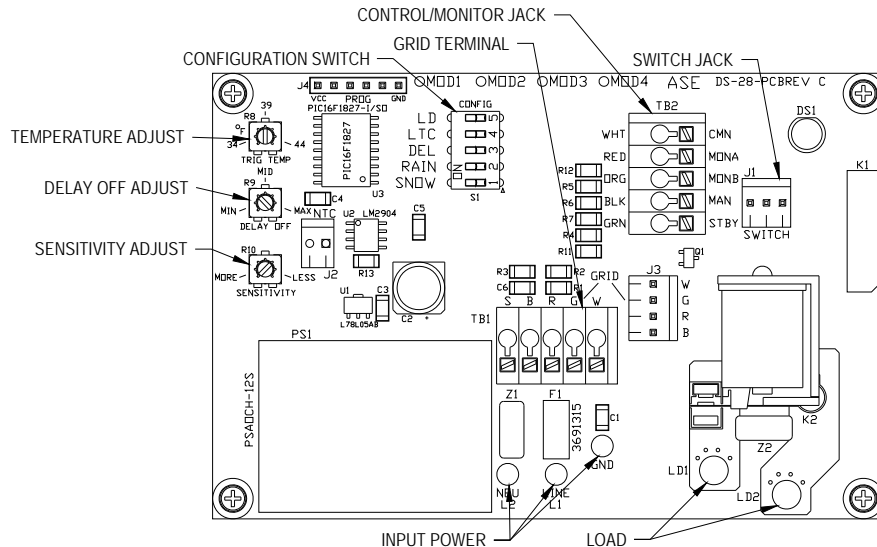 CONTROL/MONITOR JACK
GRID TERMINAL
CONFIGURATION SWITCH
SWITCH JACK
TEMPERATURE ADJUST
DELAY OFF ADJUST
SENSITIVITY ADJUST
INPUT POWER
LOAD
J4
VCC PROG GND
PIC16F1827-I/SO
PIC16F1827
U3
OMOD1 OMOD2 OMOD3 OMOD4 ASE DS-28-PCBREV C
CONFIG
LD 5
LTC 4
DEL 3
RAIN 2
SNOW 1
ON
S1
TB2
WHT CMN
RED MONA
ORG MONB
BLK MAN
GRN STBY
DS1
K1
J1
SWITCH
39
R8
°F
34 44
TRIG TEMP
MID
R9
MIN MAX
DELAY OFF
R10
MORE LESS
SENSITIVITY
C4
NTC
J2
U2 LM2904
R13
C5
U1
L78L05AB
C3
C2
+
R12
R5
R6
R7
R4
R11
Q1
R3 R2
C6 R1
GRID
S B R G W
TB1
J3
W
G
R
B
PS1
PSAOCH-12S
Z1
F1
3691315
C1
GND
NEU
L2
LINE
L1
K2
Z2
LD1
LD2